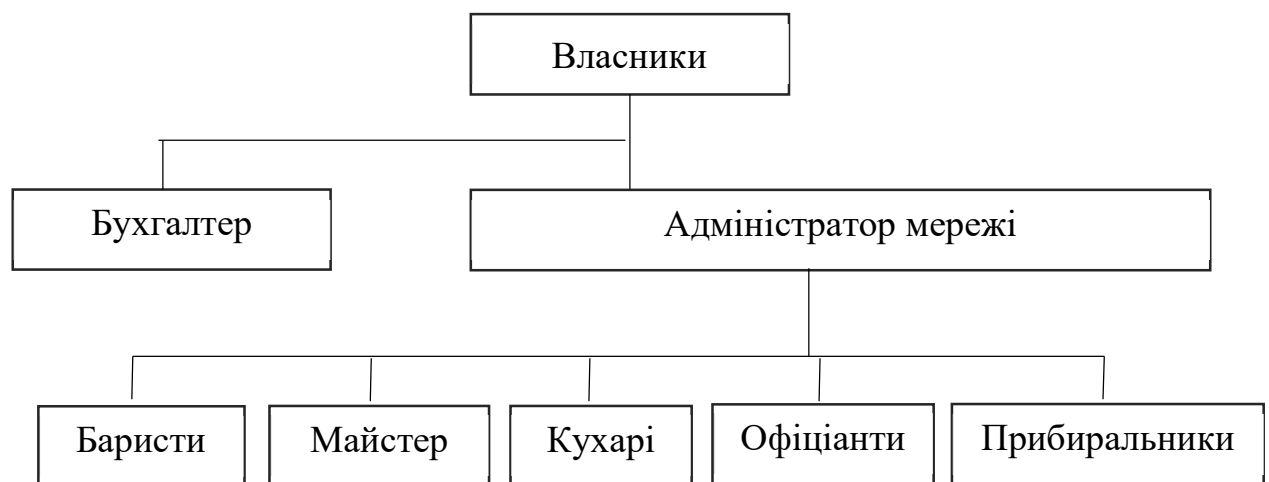 Власники
Бухгалтер
Адміністратор мережі
Баристи
Майстер
Кухарі
Офіціанти
Прибиральники